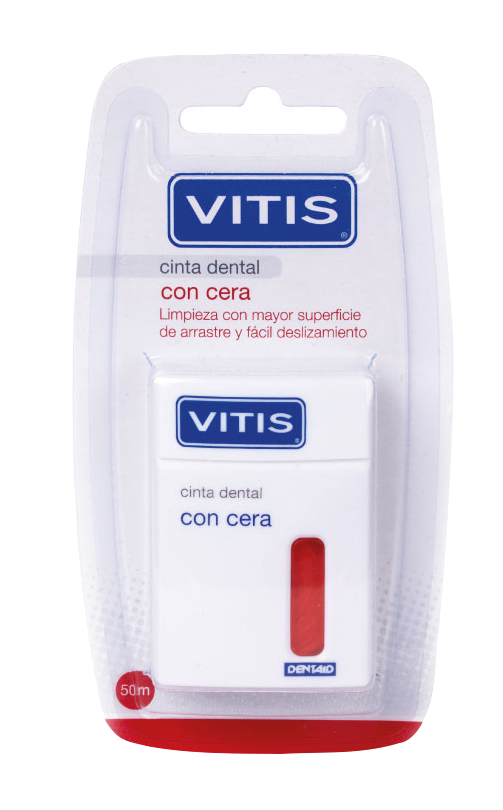 VITIS®
cinta dental
con cera
Limpieza con mayor superficie
de arrastre y fácil deslizamiento
VITIS®
cinta dental
con cera
DENTAID
50m